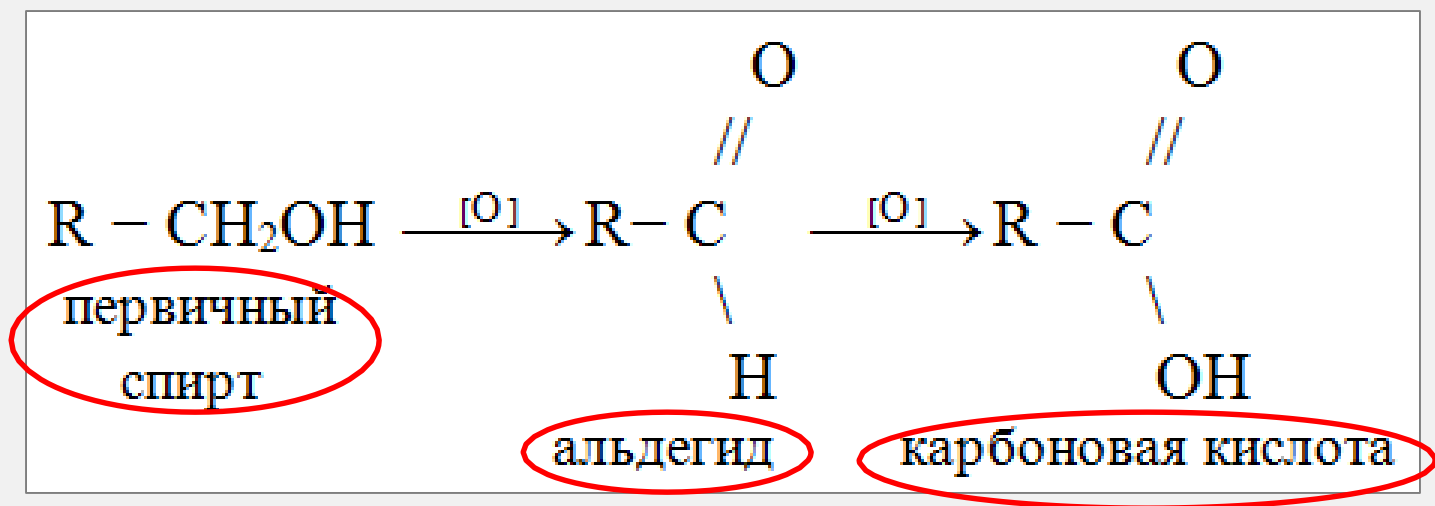 O O
// //
R – CH₂OH [O] → R– C [O] → R – C
\ \
первичный
спирт
H OH
альдегид карбоновая кислота